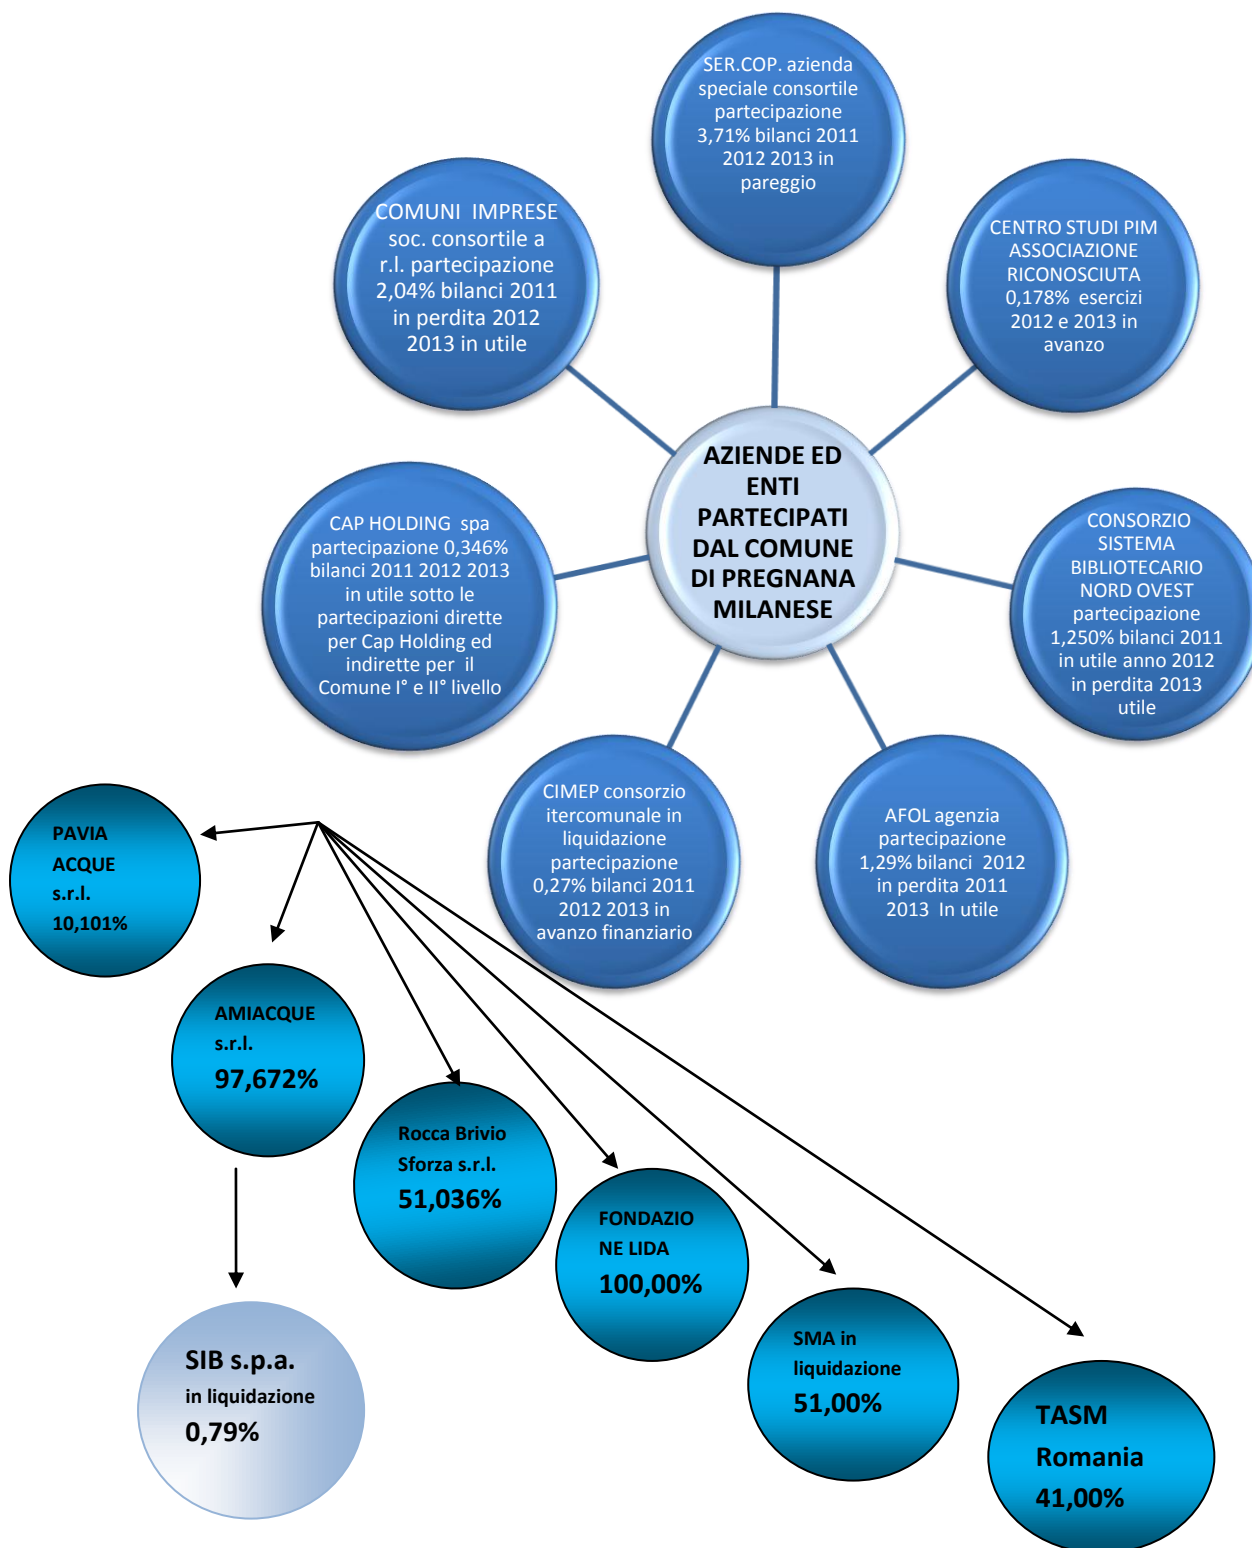 SER.COP. azienda
speciale consortile
partecipazione
3,71% bilanci 2011
2012 2013 in
pareggio
COMUNI IMPRESE
soc. consortile a
r.l. partecipazione
2,04% bilanci 2011
in perdita 2012
2013 in utile
CENTRO STUDI PIM
ASSOCIAZIONE
RICONOSCIUTA
0,178% esercizi
2012 e 2013 in
avanzo
AZIENDE ED
ENTI
PARTECIPATI
DAL COMUNE
DI PREGNANA
MILANESE
CAP HOLDING spa
partecipazione 0,346%
bilanci 2011 2012 2013
in utile sotto le
partecipazioni dirette
per Cap Holding ed
indirette per il
Comune I° e II° livello
CONSORZIO
SISTEMA
BIBLIOTECARIO
NORD OVEST
partecipazione
1,250% bilanci 2011
in utile anno 2012
in perdita 2013
utile
CIMEP consorzio
itercomunale in
liquidazione
partecipazione
0,27% bilanci 2011
2012 2013 in
avanzo finanziario
AFOL agenzia
partecipazione
1,29% bilanci 2012
in perdita 2011
2013 In utile
PAVIA
ACQUE
s.r.l.
10,101%
AMIACQUE
s.r.l.
97,672%
Rocca Brivio
Sforza s.r.l.
51,036%
FONDAZIO
NE LIDA
100,00%
SMA in
liquidazione
51,00%
TASM
Romania
41,00%
SIB s.p.a.
in liquidazione
0,79%